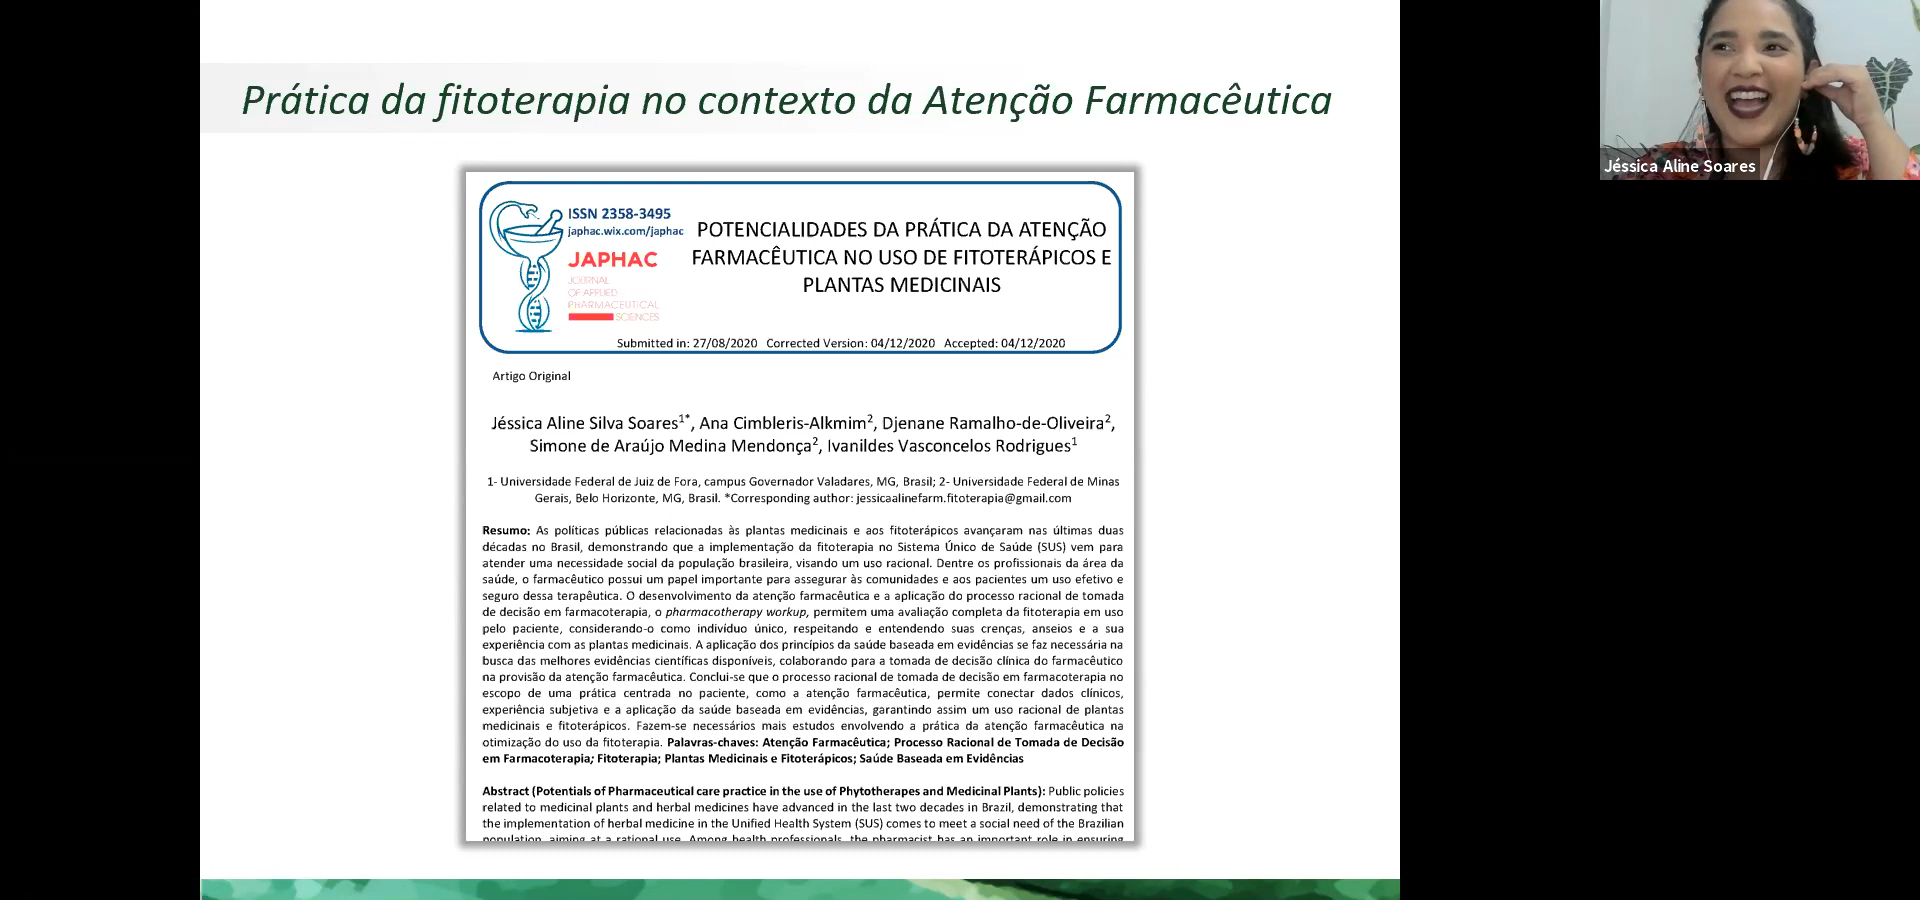 Prática da fitoterapia no contexto da Atenção Farmacêutica
Jéssica Aline Soares
ISSN 2358-3495
japhac.wix.com/japhac
JAPHAC
JOURNAL
OF APPLIED
PHARMACEUTICAL
SCIENCES
POTENCIALIDADES DA PRÁTICA DA ATENÇÃO
FARMACÊUTICA NO USO DE FITOTERÁPICOS E
PLANTAS MEDICINAIS
Submitted in: 27/08/2020 Corrected Version: 04/12/2020 Accepted: 04/12/2020
Artigo Original
Jéssica Aline Silva Soares1*, Ana Cimbleris-Alkmim2, Djenane Ramalho-de-Oliveira2,
Simone de Araújo Medina Mendonça2, Ivanildes Vasconcelos Rodrigues1
1- Universidade Federal de Juiz de Fora, campus Governador Valadares, MG, Brasil; 2- Universidade Federal de Minas
Gerais, Belo Horizonte, MG, Brasil. *Corresponding author: jessicaalinefarm.fitoterapia@gmail.com
Resumo: As políticas públicas relacionadas às plantas medicinais e aos fitoterápicos avançaram nas últimas duas
décadas no Brasil, demonstrando que a implementação da fitoterapia no Sistema Único de Saúde (SUS) vem para
atender uma necessidade social da população brasileira, visando um uso racional. Dentre os profissionais da área da
saúde, o farmacêutico possui um papel importante para assegurar às comunidades e aos pacientes um uso efetivo e
seguro dessa terapêutica. O desenvolvimento da atenção farmacêutica e a aplicação do processo racional de tomada
de decisão em farmacoterapia, o pharmacotherapy workup, permitem uma avaliação completa da fitoterapia em uso
pelo paciente, considerando-o como indivíduo único, respeitando e entendendo suas crenças, anseios e a sua
experiência com as plantas medicinais. A aplicação dos princípios da saúde baseada em evidências se faz necessária na
busca das melhores evidências científicas disponíveis, colaborando para a tomada de decisão clínica do farmacêutico
na provisão da atenção farmacêutica. Conclui-se que o processo racional de tomada de decisão em farmacoterapia no
escopo de uma prática centrada no paciente, como a atenção farmacêutica, permite conectar dados clínicos,
experiência subjetiva e a aplicação da saúde baseada em evidências, garantindo assim um uso racional de plantas
medicinais e fitoterápicos. Fazem-se necessários mais estudos envolvendo a prática da atenção farmacêutica na
otimização do uso da fitoterapia. Palavras-chaves: Atenção Farmacêutica; Processo Racional de Tomada de Decisão
em Farmacoterapia; Fitoterapia; Plantas Medicinais e Fitoterápicos; Saúde Baseada em Evidências
Abstract (Potentials of Pharmaceutical care practice in the use of Phytotherapes and Medicinal Plants): Public policies
related to medicinal plants and herbal medicines have advanced in the last two decades in Brazil, demonstrating that
the implementation of herbal medicine in the Unified Health System (SUS) comes to meet a social need of the Brazilian
population, aiming at a rational use. Among health professionals, the pharmacist has an important role in ensuring